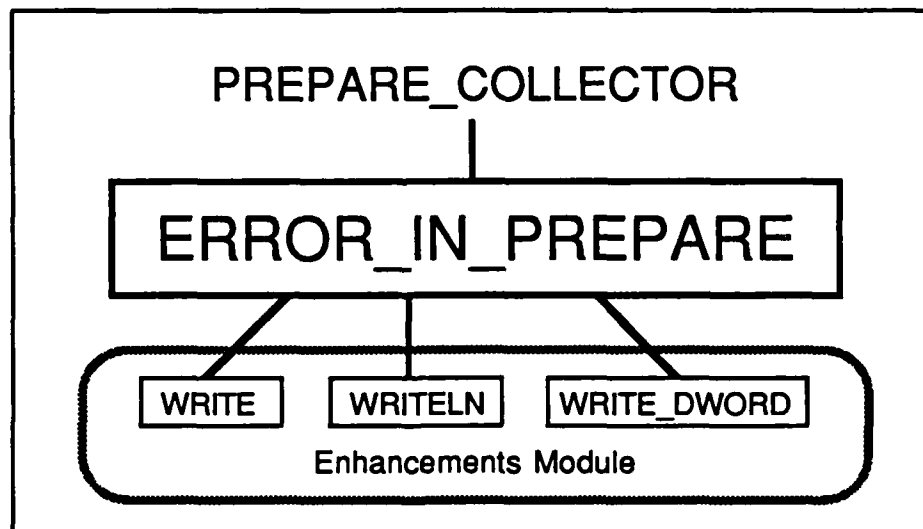 PREPARE_COLLECTOR
ERROR_IN_PREPARE
WRITE WRITELN WRITE_DWORD
Enhancements Module